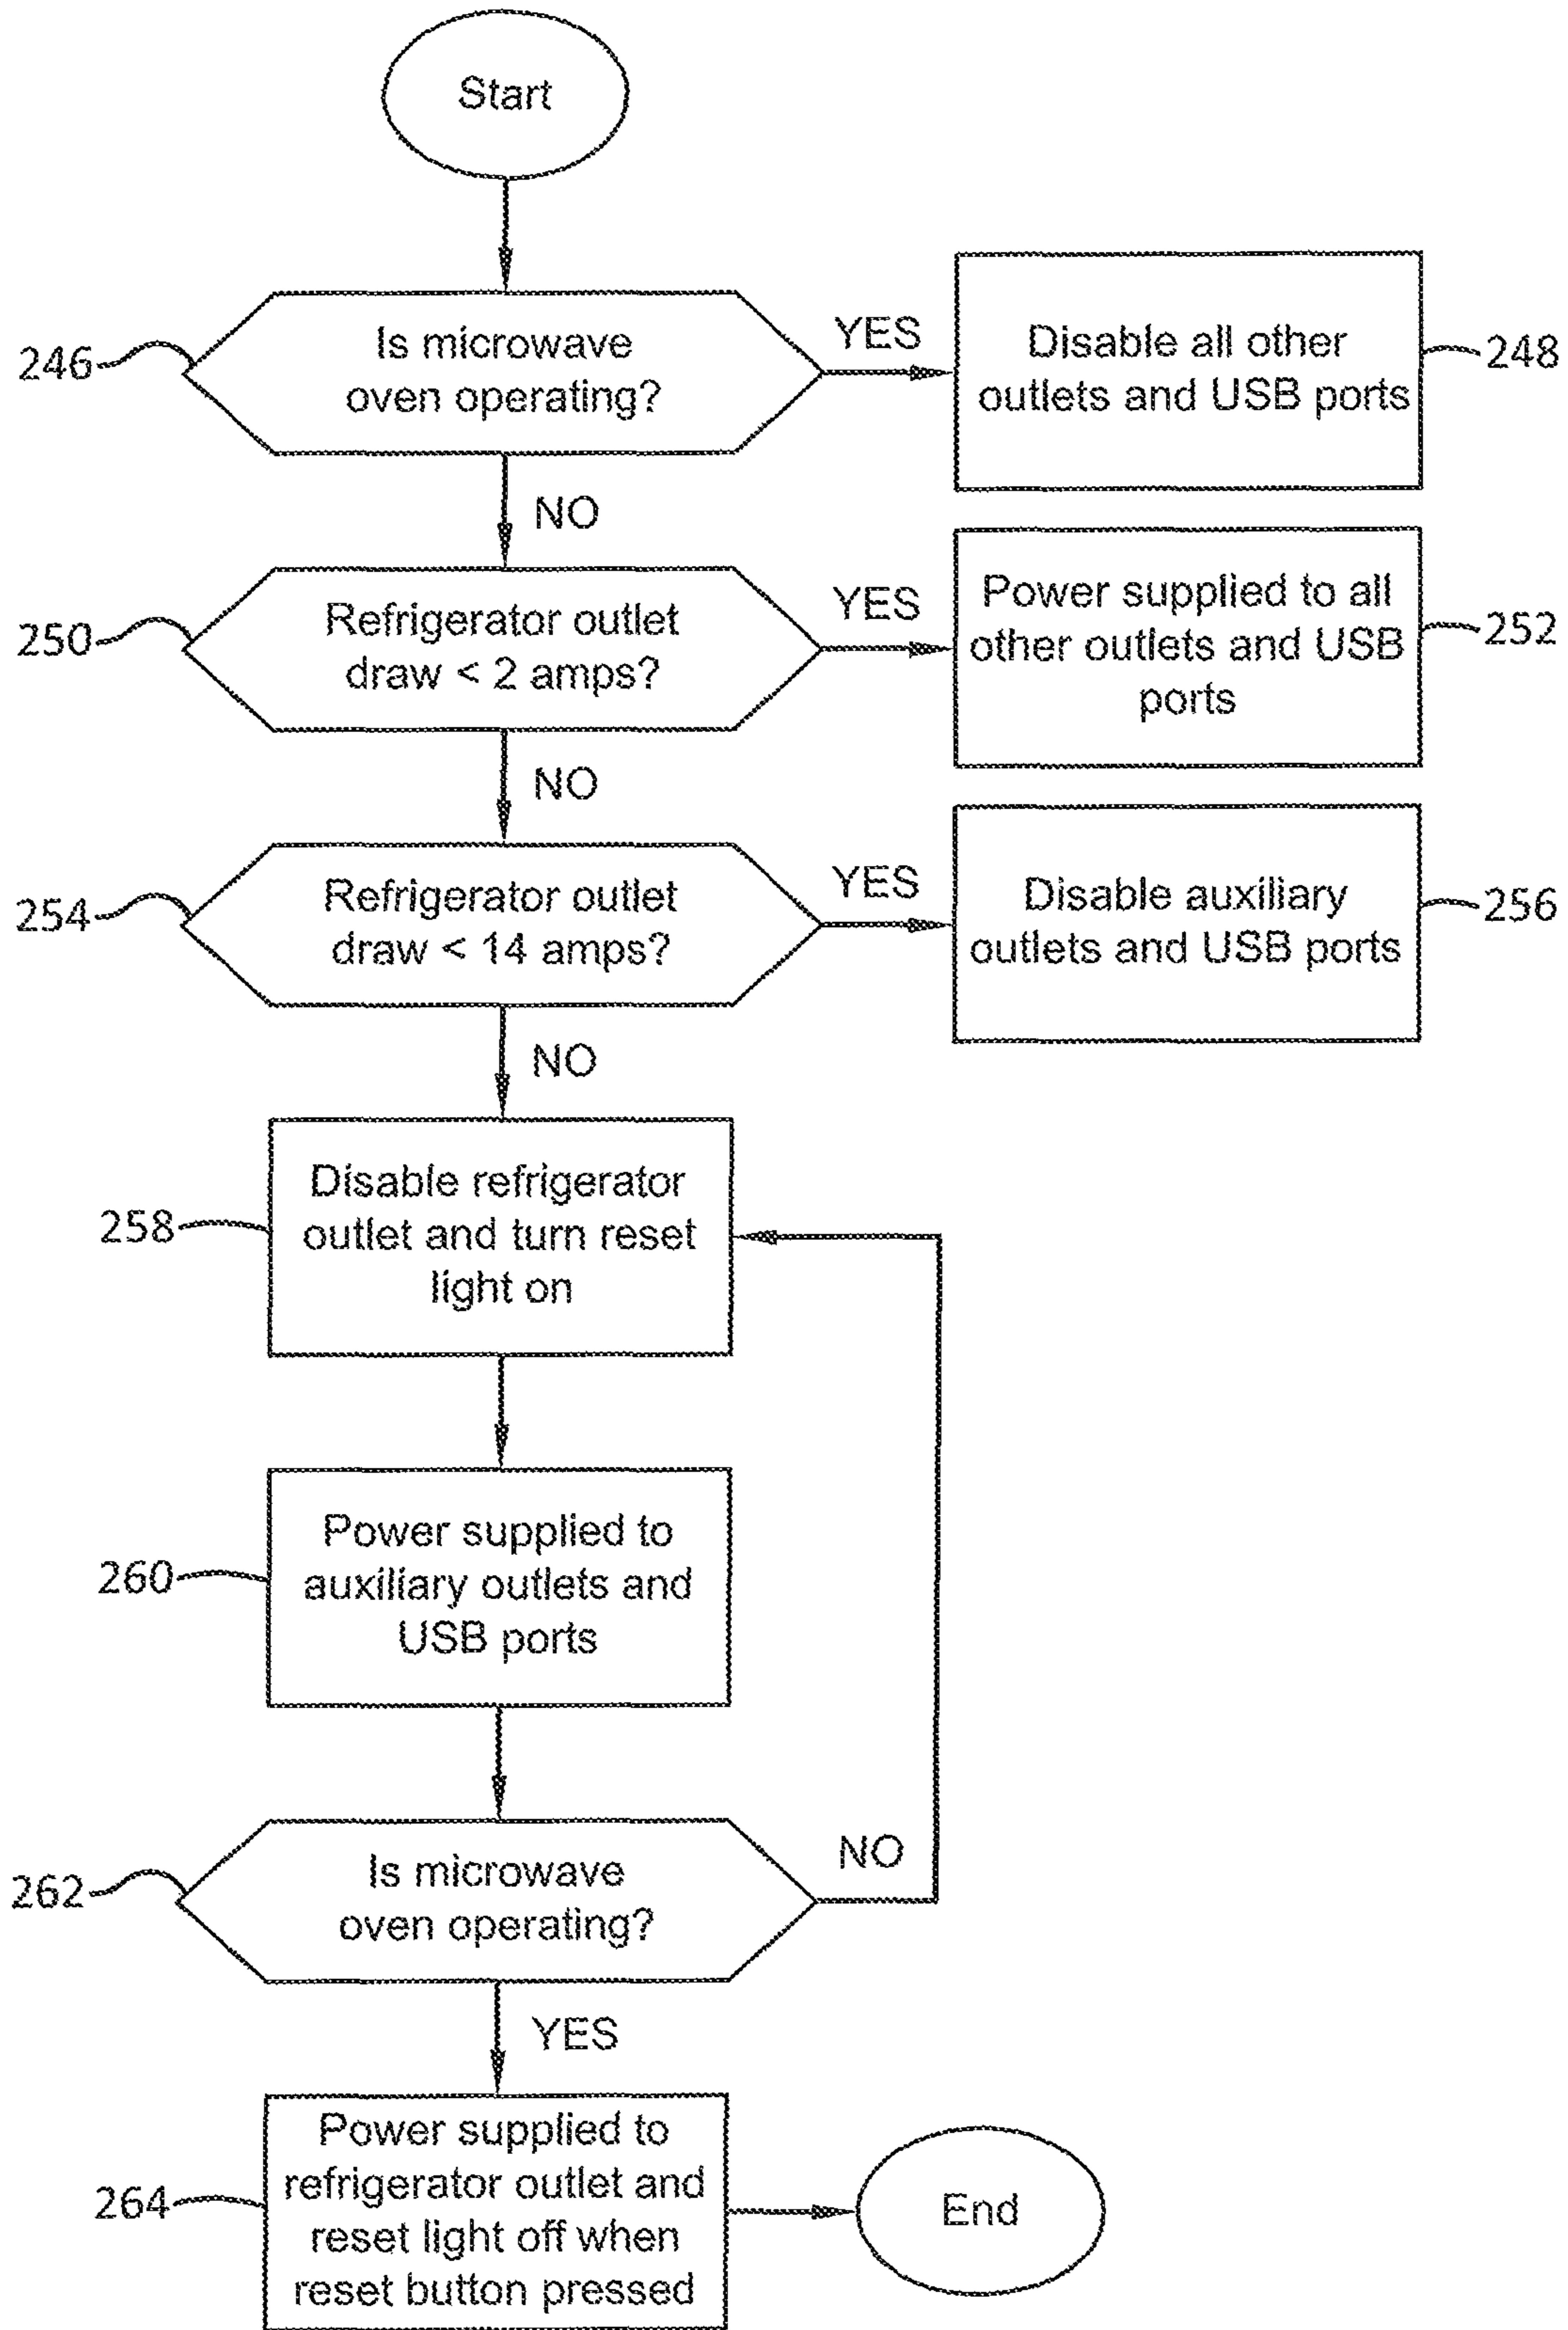 Start
246
Is microwave
oven operating?
YES
Disable all other
outlets and USB ports
248
NO
250
Refrigerator outlet
draw < 2 amps?
YES
Power supplied to all
other outlets and USB
ports
252
NO
254
Refrigerator outlet
draw < 14 amps?
YES
Disable auxiliary
outlets and USB ports
256
NO
258
Disable refrigerator
outlet and turn reset
light on
260
Power supplied to
auxiliary outlets and
USB ports
262
Is microwave
oven operating?
NO
YES
264
Power supplied to
refrigerator outlet and
reset light off when
reset button pressed
End